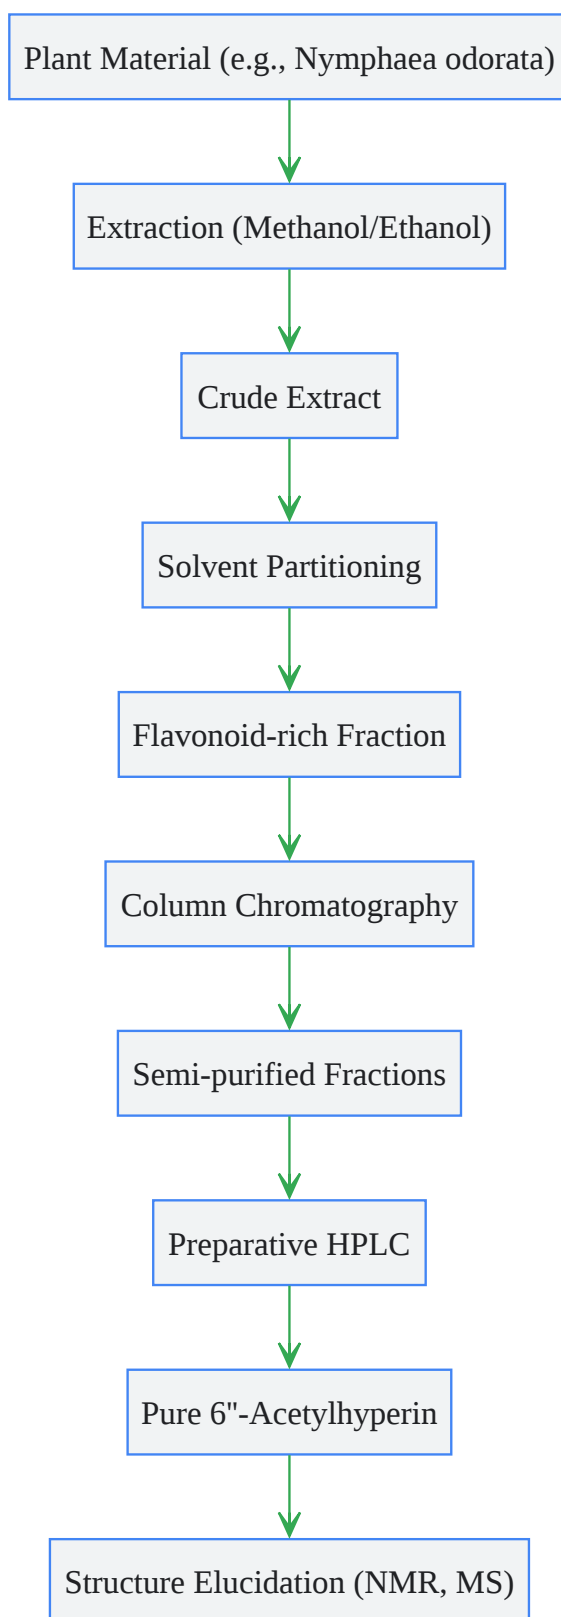 Plant Material (e.g., Nymphaea odorata)
Extraction (Methanol/Ethanol)
Crude Extract
Solvent Partitioning
Flavonoid-rich Fraction
Column Chromatography
Semi-purified Fractions
Preparative HPLC
Pure 6"-Acetylhyperin
Structure Elucidation (NMR, MS)